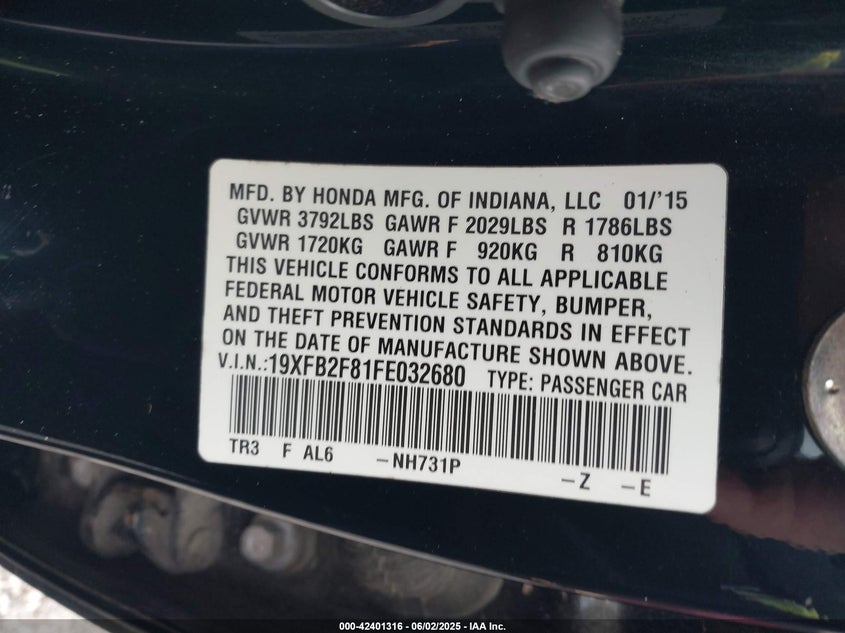 MFD. BY HONDA MFG. OF INDIANA, LLC 01/'15
GVWR 3792LBS GAWR F 2029LBS R 1786LBS
GVWR 1720KG GAWR F 920KG R 810KG
THIS VEHICLE CONFORMS TO ALL APPLICABLE
FEDERAL MOTOR VEHICLE SAFETY, BUMPER,
AND THEFT PREVENTION STANDARDS IN EFFECT
ON THE DATE OF MANUFACTURE SHOWN ABOVE.
V.I.N.:19XFB2F81FE032680 TYPE: PASSENGER CAR
TR3 F AL6 –NH731P –Z –E
000-42401316 - 06/02/2025 - IAA Inc.